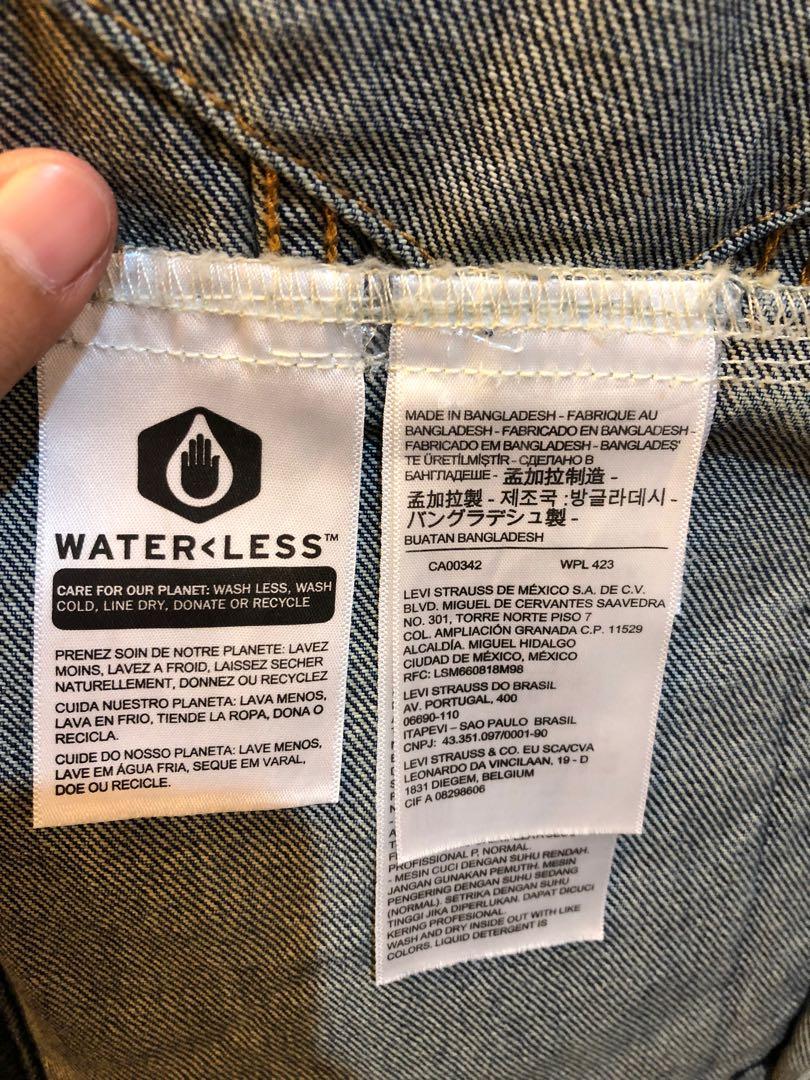 WATER<LESS™
CARE FOR OUR PLANET: WASH LESS, WASH
COLD, LINE DRY, DONATE OR RECYCLE
PRENEZ SOIN DE NOTRE PLANETE: LAVEZ
MOINS, LAVEZ A FROID, LAISSEZ SECHER
NATURELLEMENT, DONNEZ OU RECYCLEZ
CUIDA NUESTRO PLANETA: LAVA MENOS,
LAVA EN FRIO, TIENDE LA ROPA, DONA O
RECICLA.
CUIDE DO NOSSO PLANETA: LAVE MENOS,
LAVE EM ÁGUA FRIA, SEQUE EM VARAL,
DOE OU RECICLE.
MADE IN BANGLADESH - FABRIQUE AU
BANGLADESH - FABRICADO EN BANGLADESH -
FABRICADO EM BANGLADESH - BANGLADEŞ'
TE ÜRETİLMİŞTİR - СДЕЛАНО В
БАНГЛАДЕШЕ - 孟加拉制造 -
孟加拉製 - 제조국 :방글라데시 -
バングラデシュ製 -
BUATAN BANGLADESH
CA00342 WPL 423
LEVI STRAUSS DE MÉXICO S.A. DE C.V.
BLVD. MIGUEL DE CERVANTES SAAVEDRA
NO. 301, TORRE NORTE PISO 7
COL. AMPLIACIÓN GRANADA C.P. 11529
ALCALDÍA. MIGUEL HIDALGO
CIUDAD DE MÉXICO, MÉXICO
RFC: LSM660818M98
LEVI STRAUSS DO BRASIL
AV. PORTUGAL, 400
06690-110
ITAPEVI – SAO PAULO BRASIL
CNPJ: 43.351.097/0001-90
LEVI STRAUSS & CO. EU SCA/CVA
LEONARDO DA VINCILAAN, 19 - D
1831 DIEGEM, BELGIUM
CIF A 08298606
PROFISSIONAL P, NORMAL.
- MESIN CUCI DENGAN SUHU RENDAH.
JANGAN GUNAKAN PEMUTIH. MESIN
PENGERING DENGAN SUHU SEDANG
(NORMAL). SETRIKA DENGAN SUHU
TINGGI JIKA DIPERLUKAN. DAPAT DICUCI
KERING PROFESIONAL.
WASH AND DRY INSIDE OUT WITH LIKE
COLORS. LIQUID DETERGENT IS